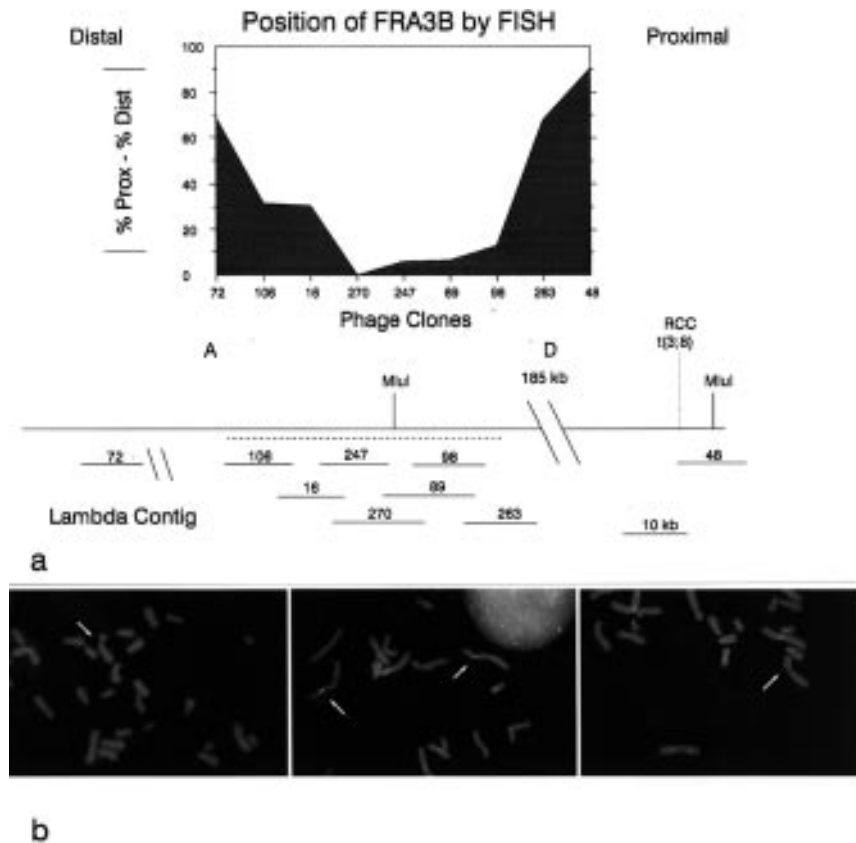 Position of FRA3B by FISH
Distal
Proximal
% Prox - % Dist
100
80
60
40
20
0
72 106 16 270 247 89 98 263 48
Phage Clones
A
D
RCC
t(3;8)
MluI
185 kb
MluI
72
106
247
98
48
16
89
Lambda Contig
270
263
10 kb
a
b